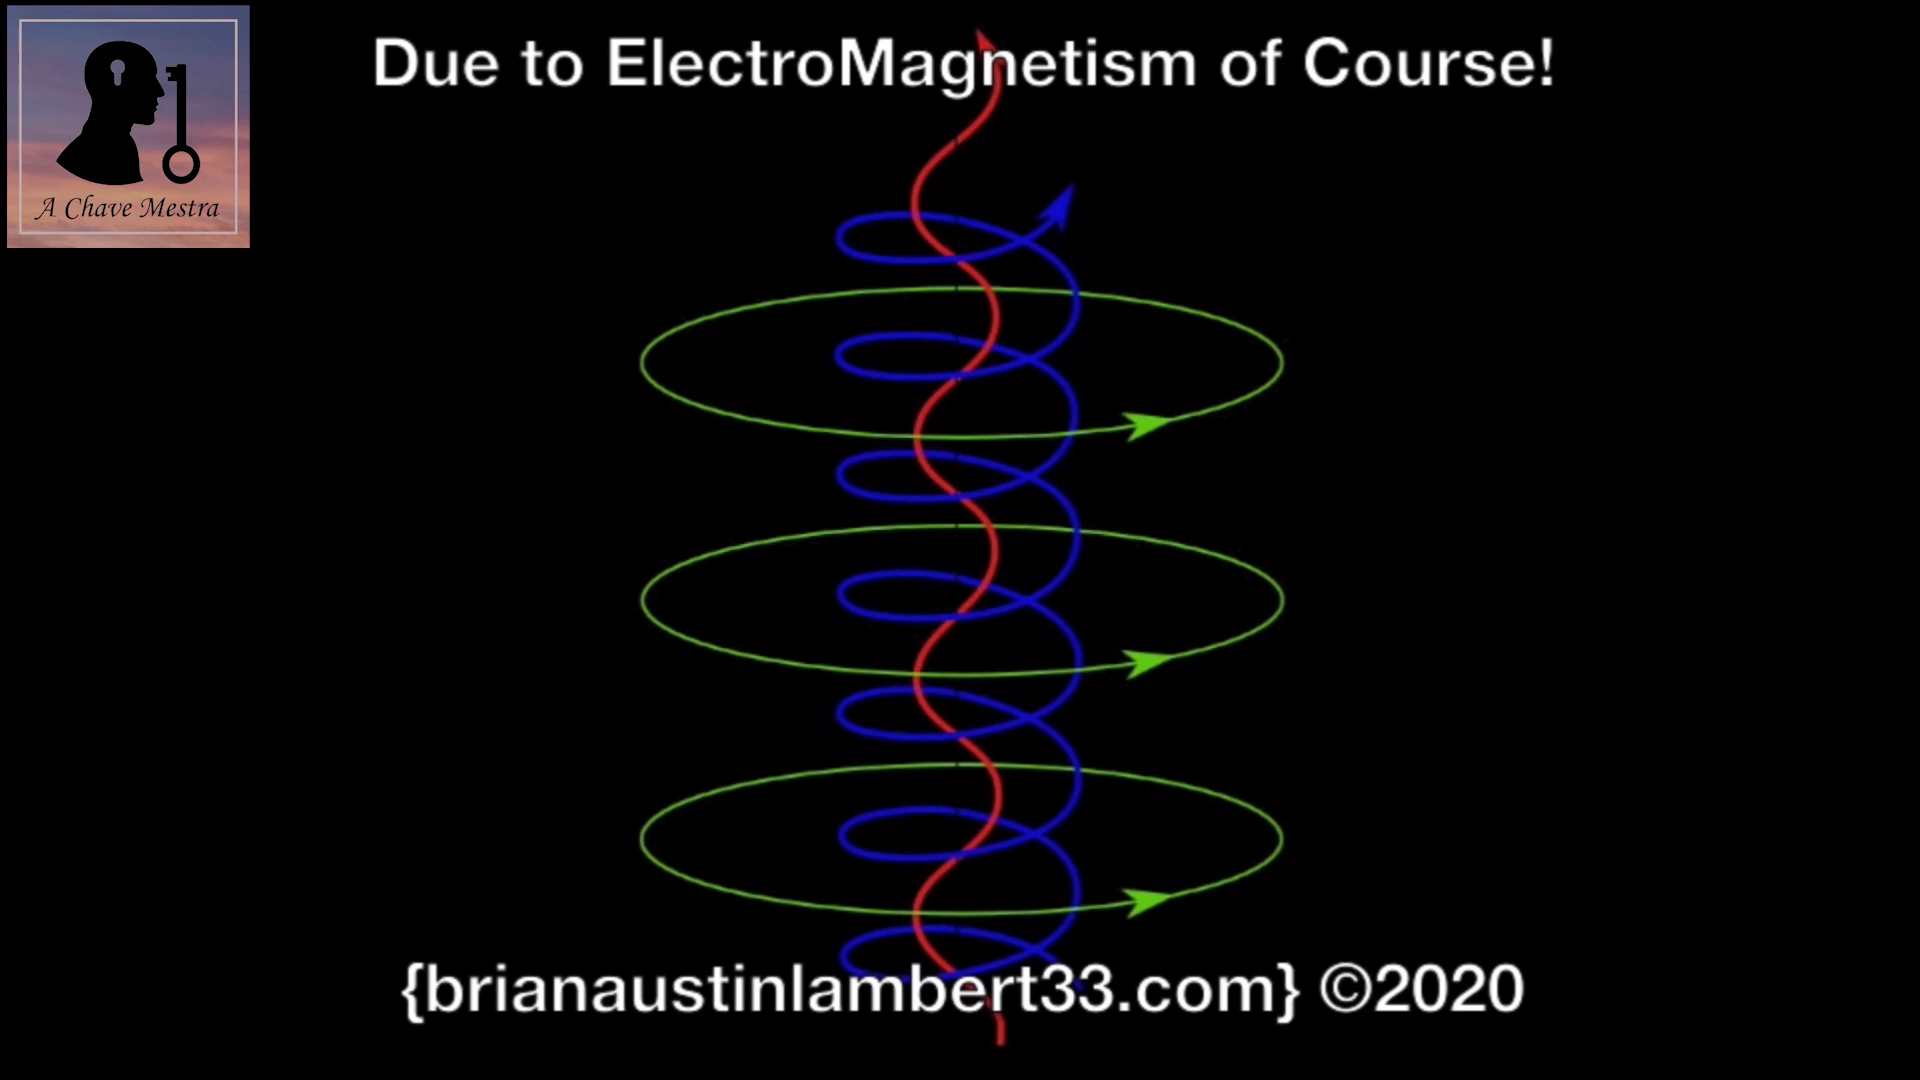 Due to ElectroMagnetism of Course!
A Chave Mestra
{brianaustinlambert33.com} ©2020